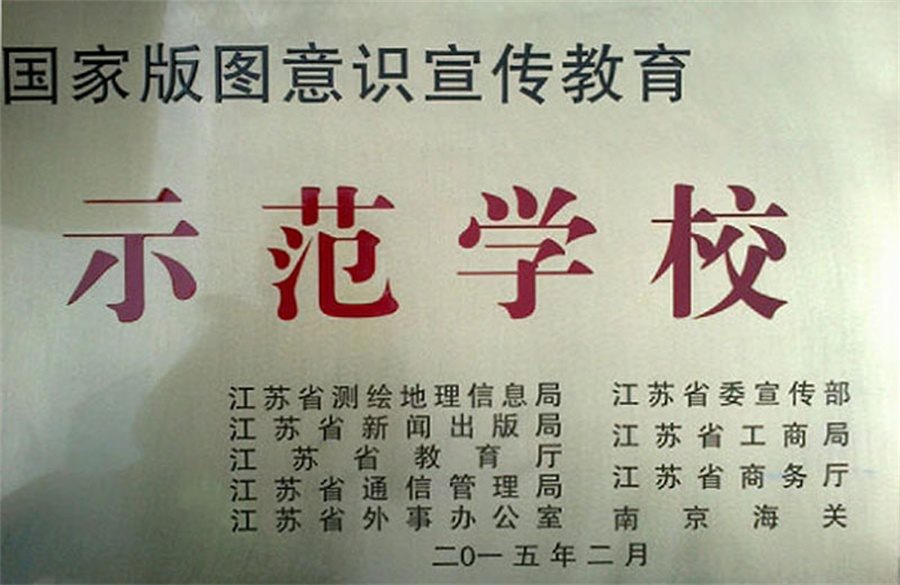 国家版图意识宣传教育
示范学校
江苏省测绘地理信息局
江苏省新闻出版局
江苏省教育厅
江苏省通信管理局
江苏省外事办公室
江苏省委宣传部
江苏省工商局
江苏省商务厅
南京海关
二〇一五年二月